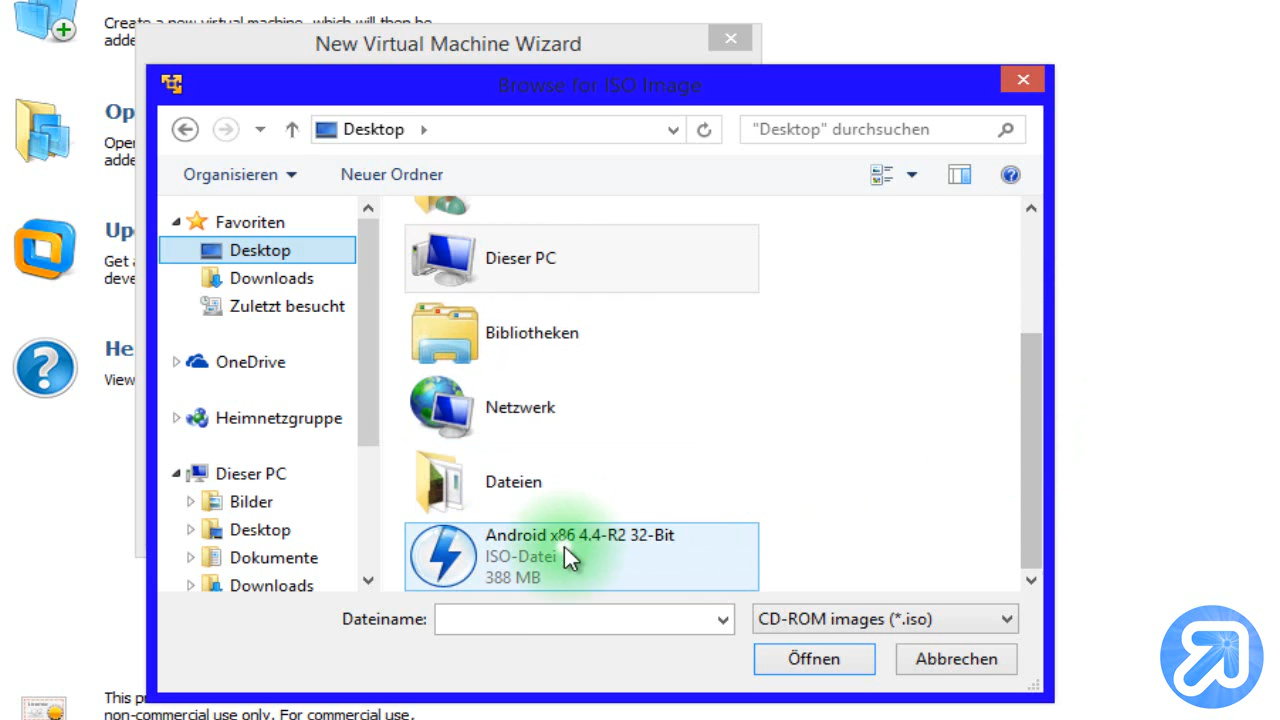 Create a new virtual machine, which will then be
adde
New Virtual Machine Wizard
Browse for ISO Image
Op
Oper
adde
Up
Get a
deve
He
View
Desktop
"Desktop" durchsuchen
Organisieren
Neuer Ordner
Favoriten
Desktop
Downloads
Zuletzt besucht
OneDrive
Heimnetzgruppe
Dieser PC
Bilder
Desktop
Dokumente
Downloads
Dieser PC
Bibliotheken
Netzwerk
Dateien
Android x86 4.4-R2 32-Bit
ISO-Datei
388 MB
Dateiname:
CD-ROM images (*.iso)
Öffnen
Abbrechen
This p
non-commercial use only. For commercial use,